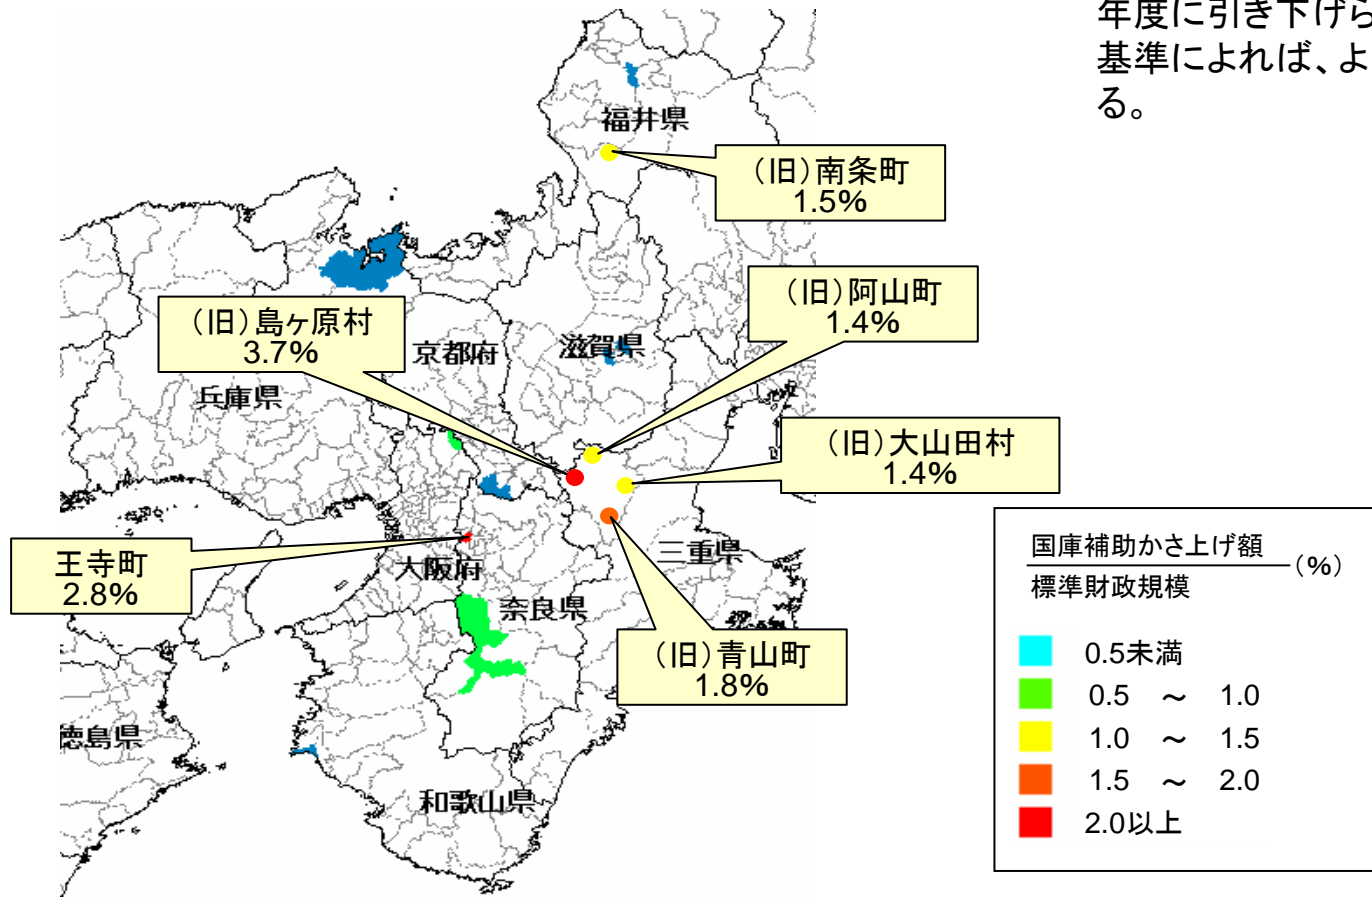 年度に引き下げら
基準によれば、よ
る。
福井県
(旧)南条町
1.5%
(旧)阿山町
1.4%
(旧)島ヶ原村
3.7%
京都府
滋賀県
兵庫県
(旧)大山田村
1.4%
王寺町
2.8%
大阪府
三重県
奈良県
(旧)青山町
1.8%
徳島県
和歌山県
国庫補助かさ上げ額
(%)
標準財政規模
0.5未満
0.5 ~ 1.0
1.0 ~ 1.5
1.5 ~ 2.0
2.0以上